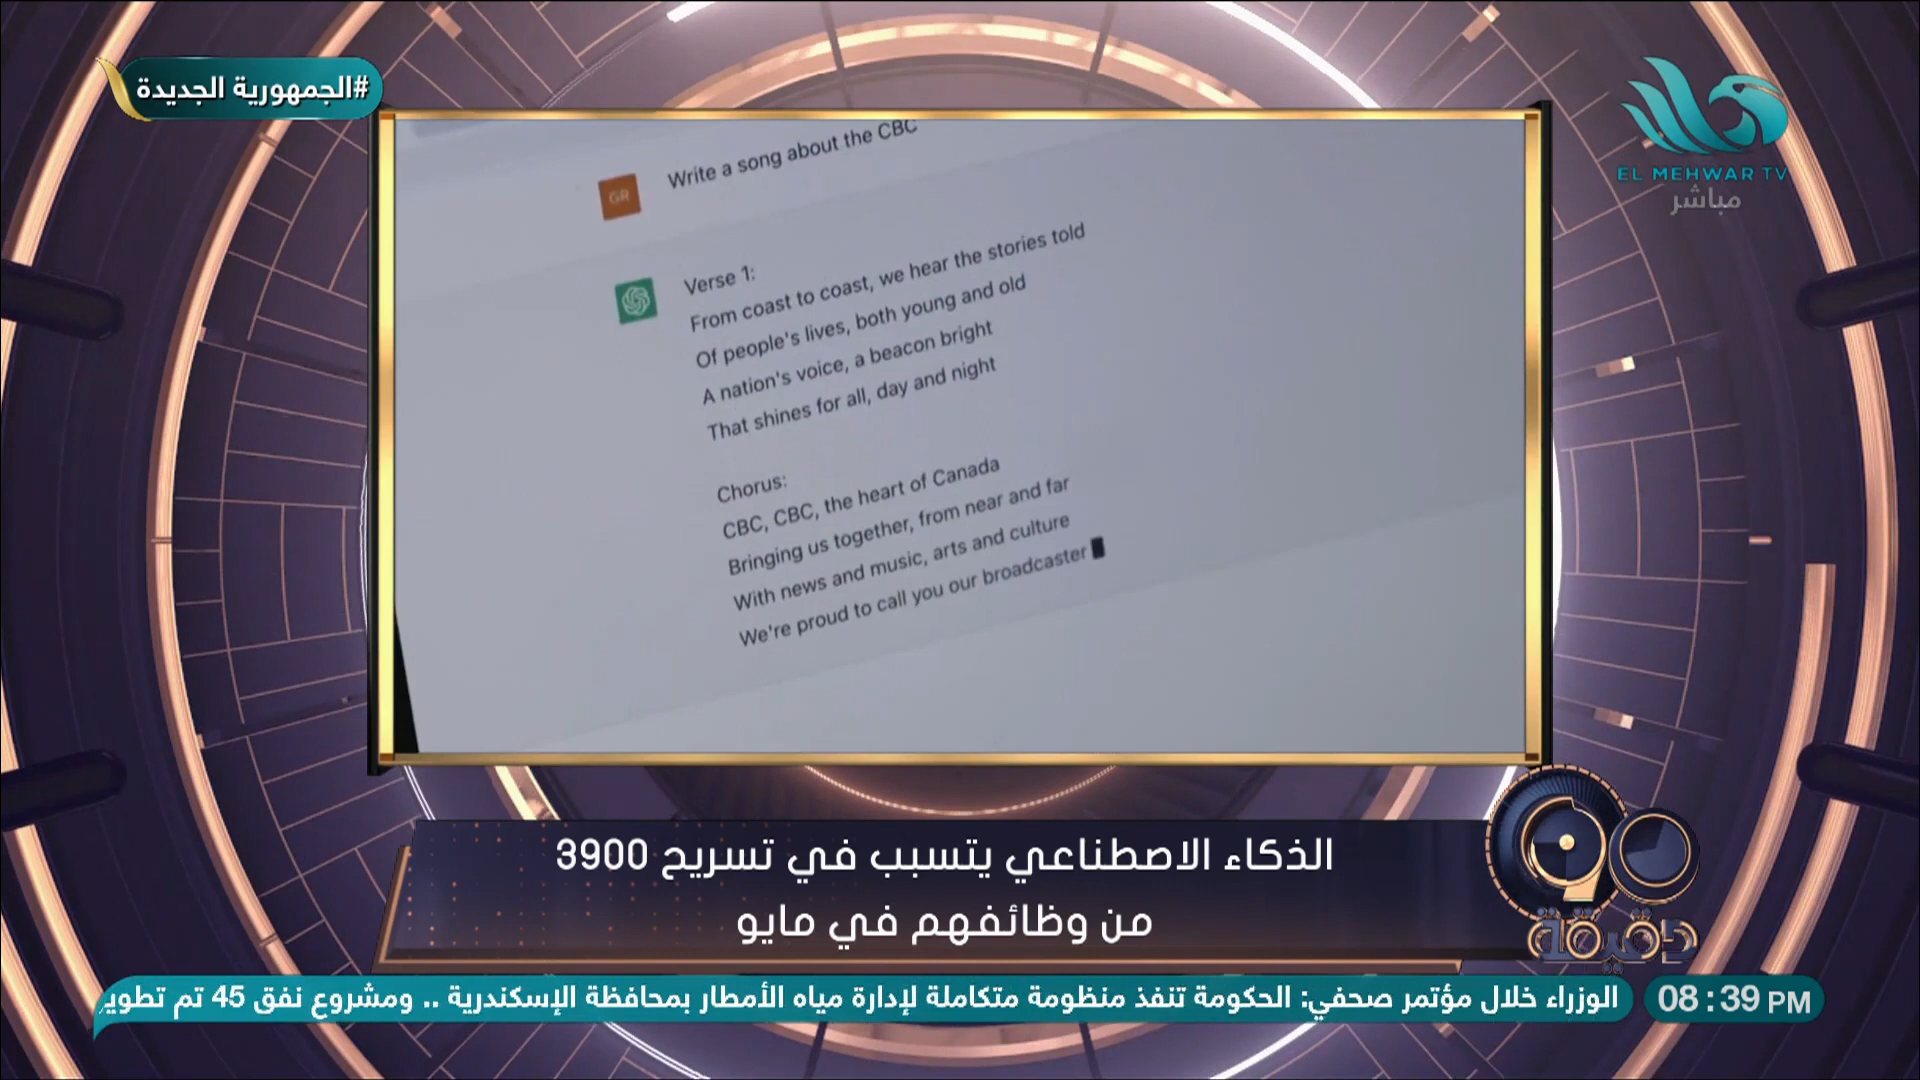 #الجمهورية الجديدة
EL MEHWAR TV
مباشر
GR
Write a song about the CBC
Verse 1:
From coast to coast, we hear the stories told
Of people's lives, both young and old
A nation's voice, a beacon bright
That shines for all, day and night
Chorus:
CBC, CBC, the heart of Canada
Bringing us together, from near and far
With news and music, arts and culture
We're proud to call you our broadcaster
الذكاء الاصطناعي يتسبب في تسريح 3900
من وظائفهم في مايو
90
دقيقة
الوزراء خلال مؤتمر صحفي: الحكومة تنفذ منظومة متكاملة لإدارة مياه الأمطار بمحافظة الإسكندرية .. ومشروع نفق 45 تم تطوير
08:39 PM